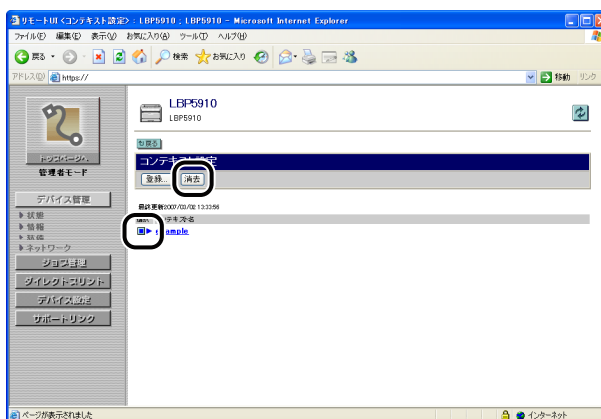 リモートUI <コンテキスト設定> : LBP5910 ; LBP5910 - Microsoft Internet Explorer
ファイル(F) 編集(E) 表示(V) お気に入り(A) ツール(T) ヘルプ(H)
戻る 検索 お気に入り
アドレス(D) https:// 移動 リンク
LBP5910
LBP5910
トップページへ
管理者モード
戻る
コンテキスト設定
登録... 消去
デバイス管理
状態
情報
ネットワーク
ジョブ管理
ダイレクトプリント
デバイス設定
サポートリンク
最終更新2007/03/02 13:33:56
選択 コンテキスト名
example
ページが表示されました インターネット